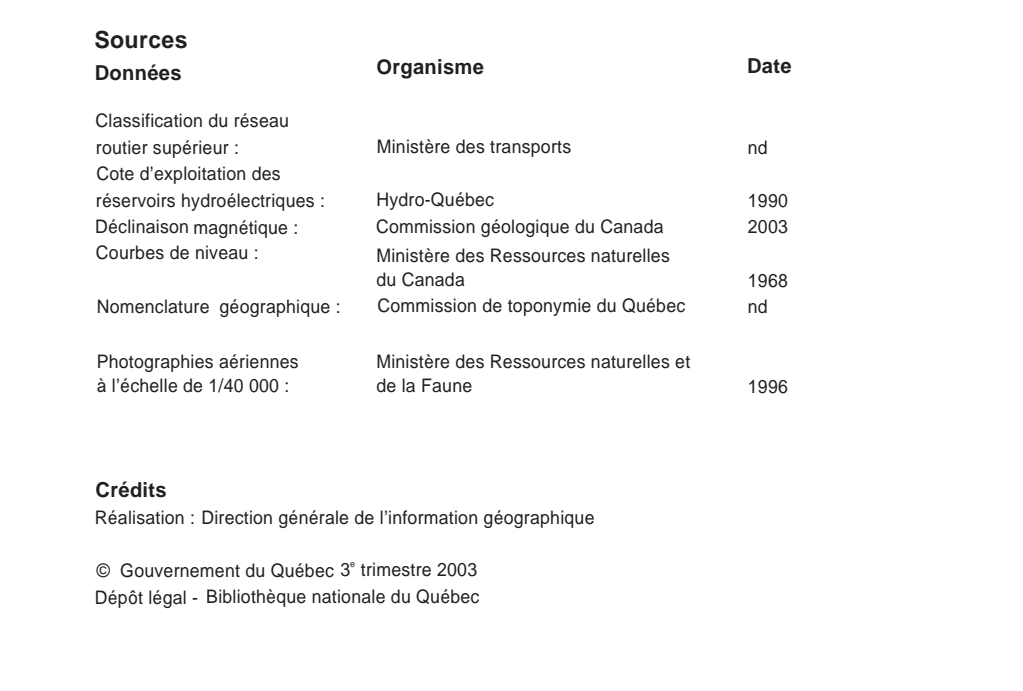 Sources
Données Organisme Date
Classification du réseau
routier supérieur : Ministère des transports nd
Cote d’exploitation des
réservoirs hydroélectriques : Hydro-Québec 1990
Déclinaison magnétique : Commission géologique du Canada 2003
Courbes de niveau : Ministère des Ressources naturelles
du Canada 1968
Nomenclature géographique : Commission de toponymie du Québec nd
Photographies aériennes Ministère des Ressources naturelles et
à l’échelle de 1/40 000 : de la Faune 1996
Crédits
Réalisation : Direction générale de l’information géographique
© Gouvernement du Québec 3e trimestre 2003
Dépôt légal - Bibliothèque nationale du Québec